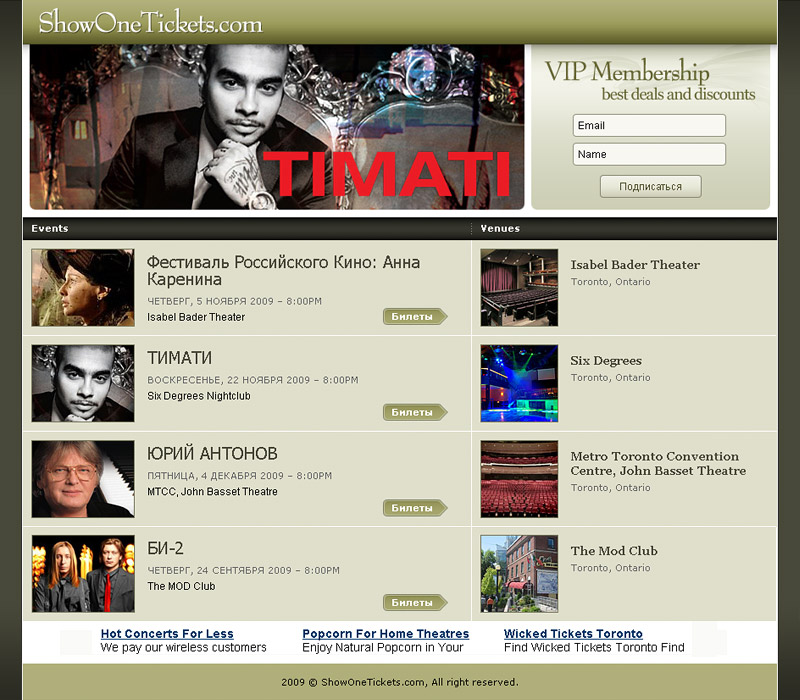 ShowOneTickets.com
TIMATI
VIP Membership
best deals and discounts
Email
Name
Подписаться
Events
Venues
Фестиваль Российского Кино: Анна
Каренина
ЧЕТВЕРГ, 5 НОЯБРЯ 2009 – 8:00PM
Isabel Bader Theater
Билеты
Isabel Bader Theater
Toronto, Ontario
ТИМАТИ
ВОСКРЕСЕНЬЕ, 22 НОЯБРЯ 2009 – 8:00PM
Six Degrees Nightclub
Билеты
Six Degrees
Toronto, Ontario
ЮРИЙ АНТОНОВ
ПЯТНИЦА, 4 ДЕКАБРЯ 2009 – 8:00PM
MTCC, John Basset Theatre
Билеты
Metro Toronto Convention
Centre, John Basset Theatre
Toronto, Ontario
БИ-2
ЧЕТВЕРГ, 24 СЕНТЯБРЯ 2009 – 8:00PM
The MOD Club
Билеты
The Mod Club
Toronto, Ontario
Hot Concerts For Less
We pay our wireless customers
Popcorn For Home Theatres
Enjoy Natural Popcorn in Your
Wicked Tickets Toronto
Find Wicked Tickets Toronto Find
2009 © ShowOneTickets.com, All right reserved.